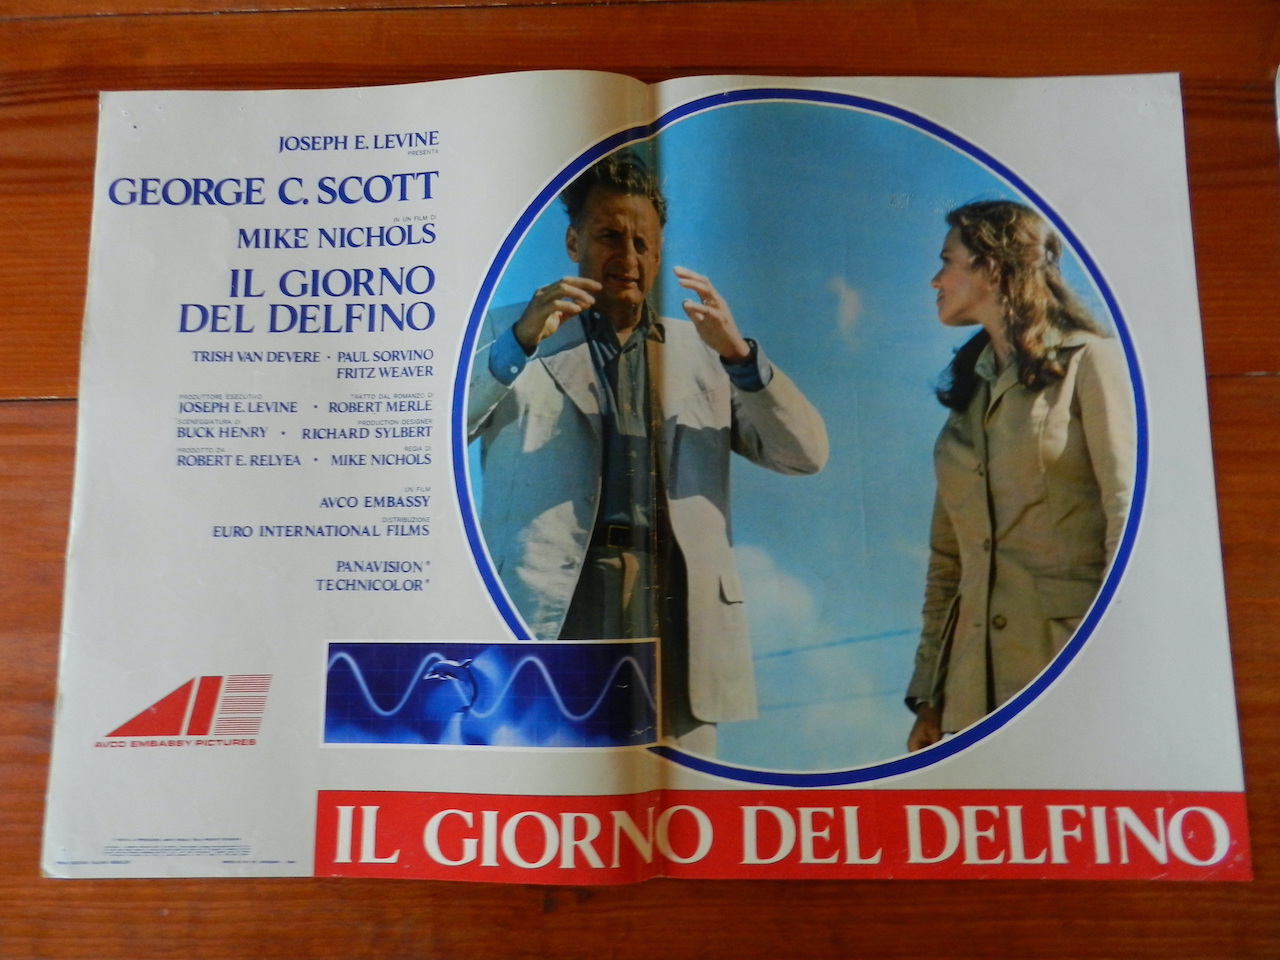 JOSEPH E. LEVINE
PRESENTA
GEORGE C. SCOTT
IN UN FILM DI
MIKE NICHOLS
IL GIORNO
DEL DELFINO
TRISH VAN DEVERE · PAUL SORVINO
FRITZ WEAVER
PRODUTTORE ESECUTIVO TRATTO DAL ROMANZO DI
JOSEPH E. LEVINE · ROBERT MERLE
SCENEGGIATURA DI PRODUCTION DESIGNER
BUCK HENRY · RICHARD SYLBERT
PRODOTTO DA REGIA DI
ROBERT E. RELYEA · MIKE NICHOLS
UN FILM
AVCO EMBASSY
DISTRIBUZIONE
EURO INTERNATIONAL FILMS
PANAVISION®
TECHNICOLOR®
AVCO EMBASSY PICTURES
IL GIORNO DEL DELFINO